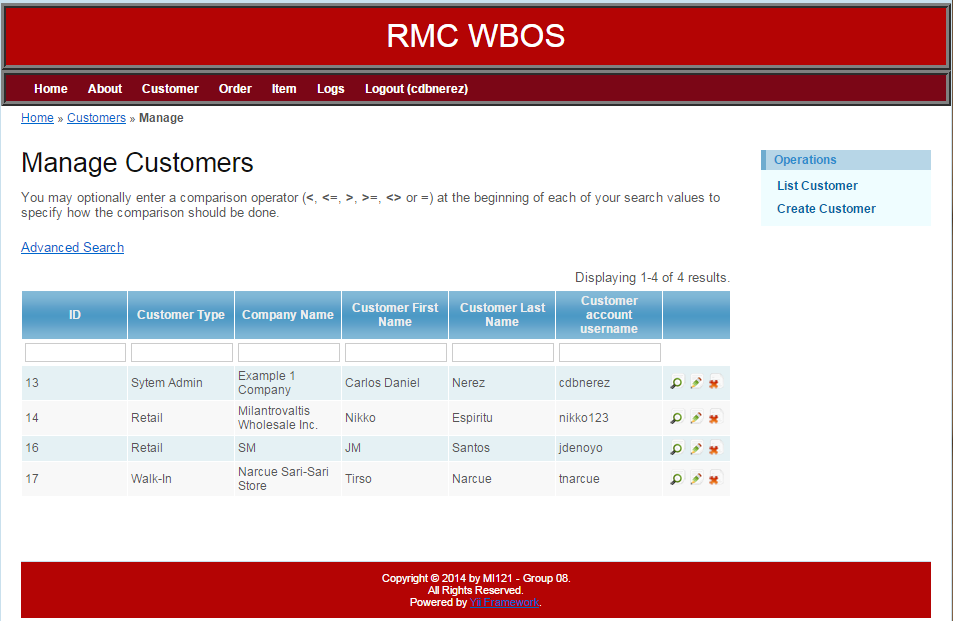 RMC WBOS
Home About Customer Order Item Logs Logout (cdbnerez)
Home » Customers » Manage
Manage Customers
You may optionally enter a comparison operator (<, <=, >, >=, <> or =) at the beginning of each of your search values to
specify how the comparison should be done.
Advanced Search
Operations
List Customer
Create Customer
Displaying 1-4 of 4 results.
ID Customer Type Company Name Customer First Name Customer Last Name Customer account username
13 Sytem Admin Example 1 Company Carlos Daniel Nerez cdbnerez
14 Retail Milantrovaltis Wholesale Inc. Nikko Espiritu nikko123
16 Retail SM JM Santos jdenoyo
17 Walk-In Narcue Sari-Sari Store Tirso Narcue tnarcue
Copyright © 2014 by MI121 - Group 08.
All Rights Reserved.
Powered by Yii Framework.